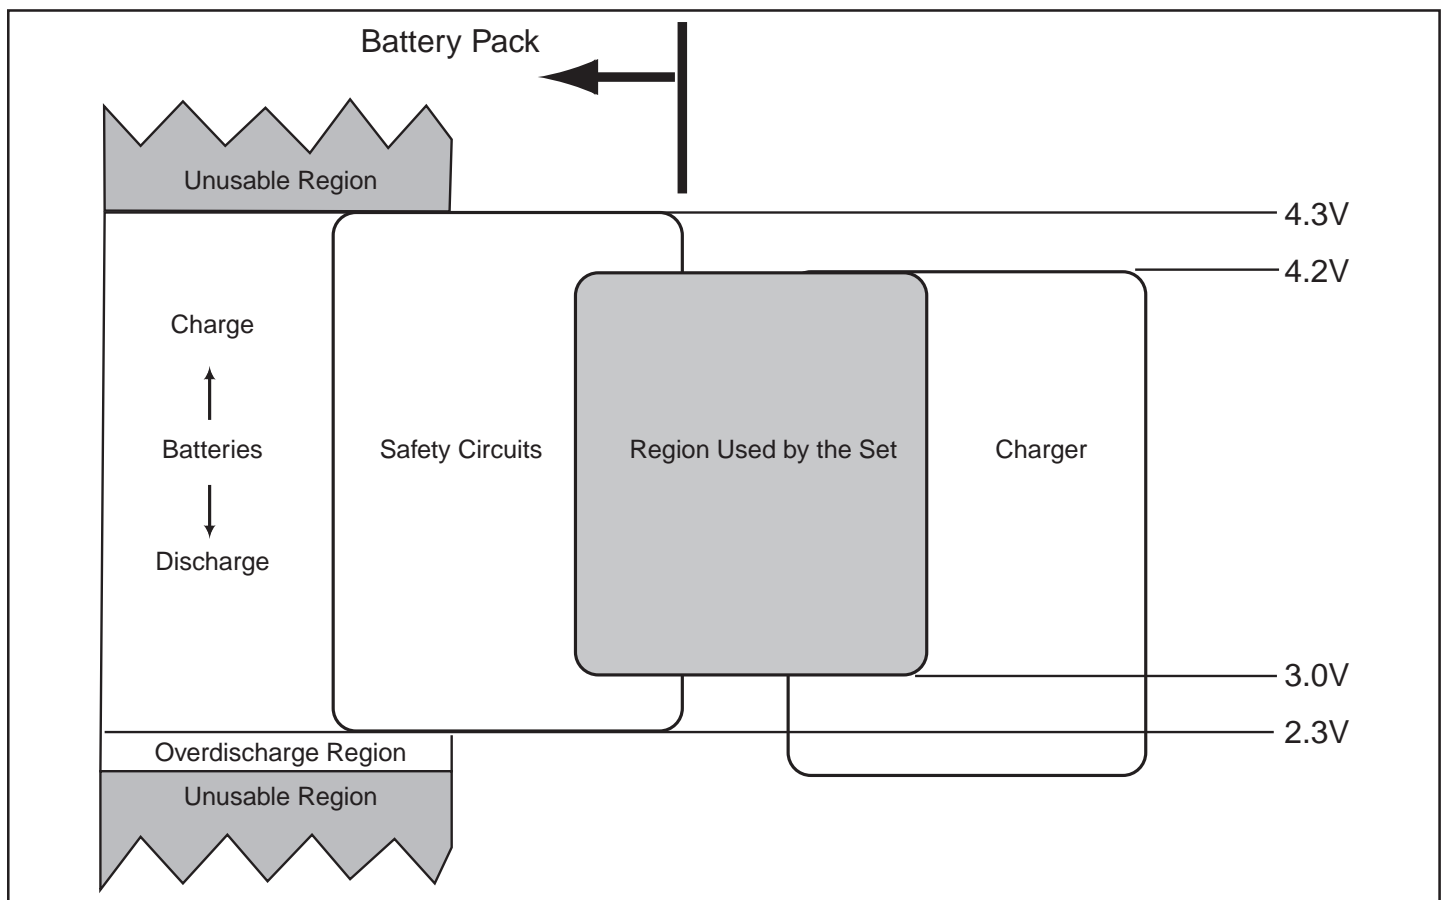 Battery Pack
Unusable Region
4.3V
4.2V
Charge
Batteries
Safety Circuits
Region Used by the Set
Charger
Discharge
3.0V
2.3V
Overdischarge Region
Unusable Region